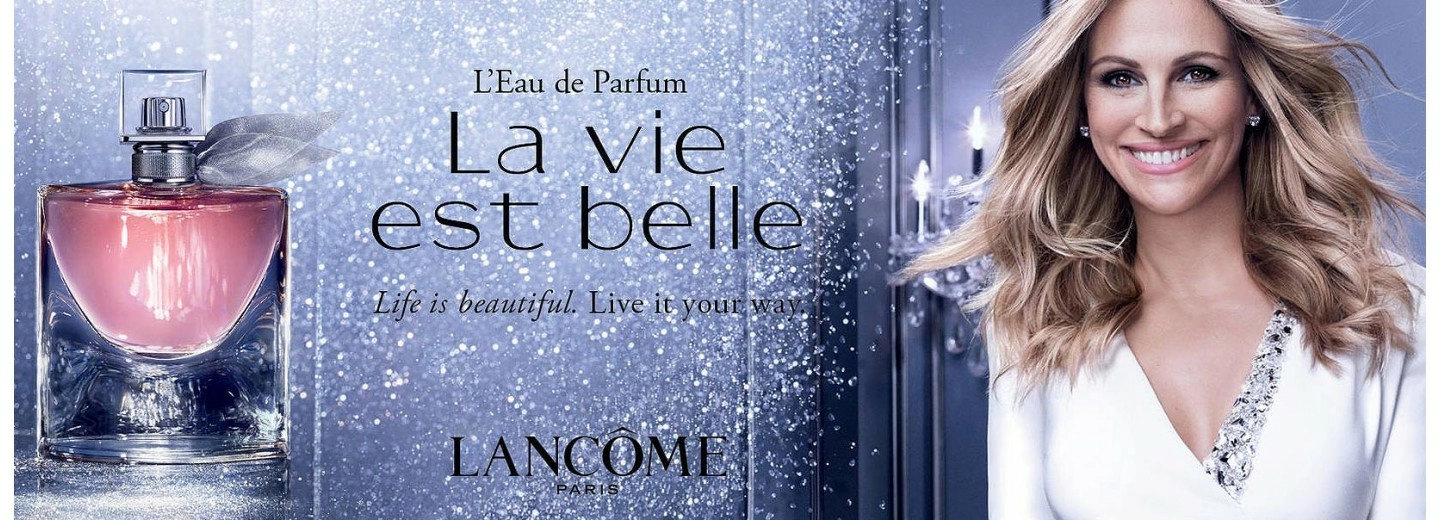 L'Eau de Parfum
La vie
est belle
Life is beautiful. Live it your way.
LANCÔME
PARIS